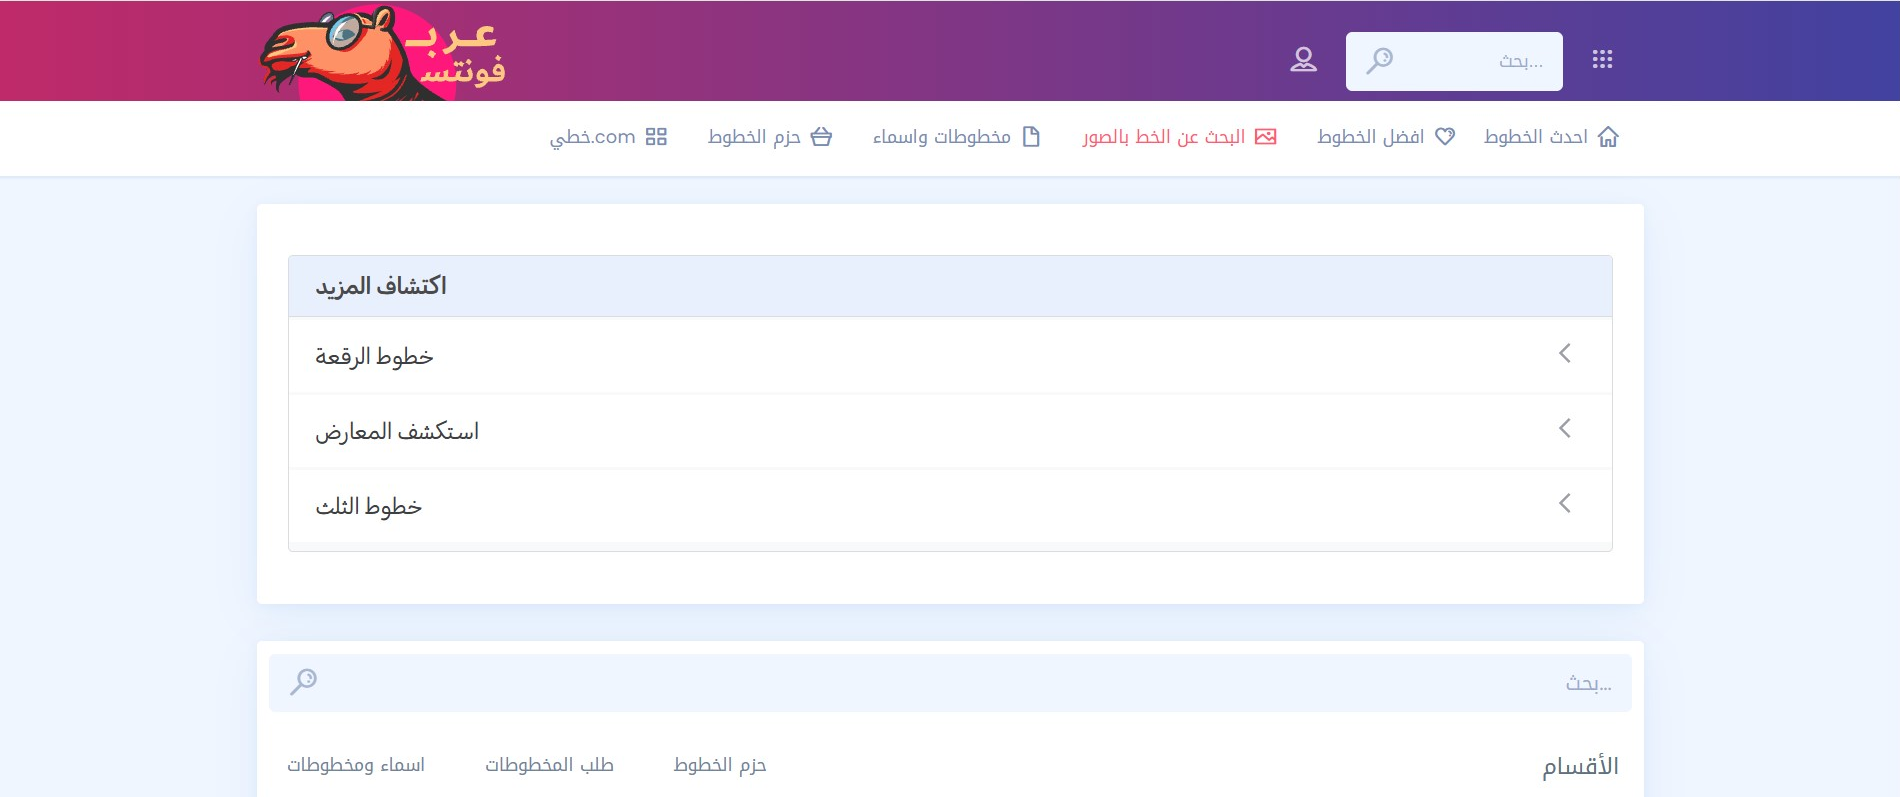 عرب
فونتس
بحث...
احدث الخطوط
افضل الخطوط
البحث عن الخط بالصور
مخطوطات واسماء
حزم الخطوط
خطي.com
اكتشاف المزيد
خطوط الرقعة
استكشف المعارض
خطوط الثلث
بحث...
الأقسام
حزم الخطوط
طلب المخطوطات
اسماء ومخطوطات